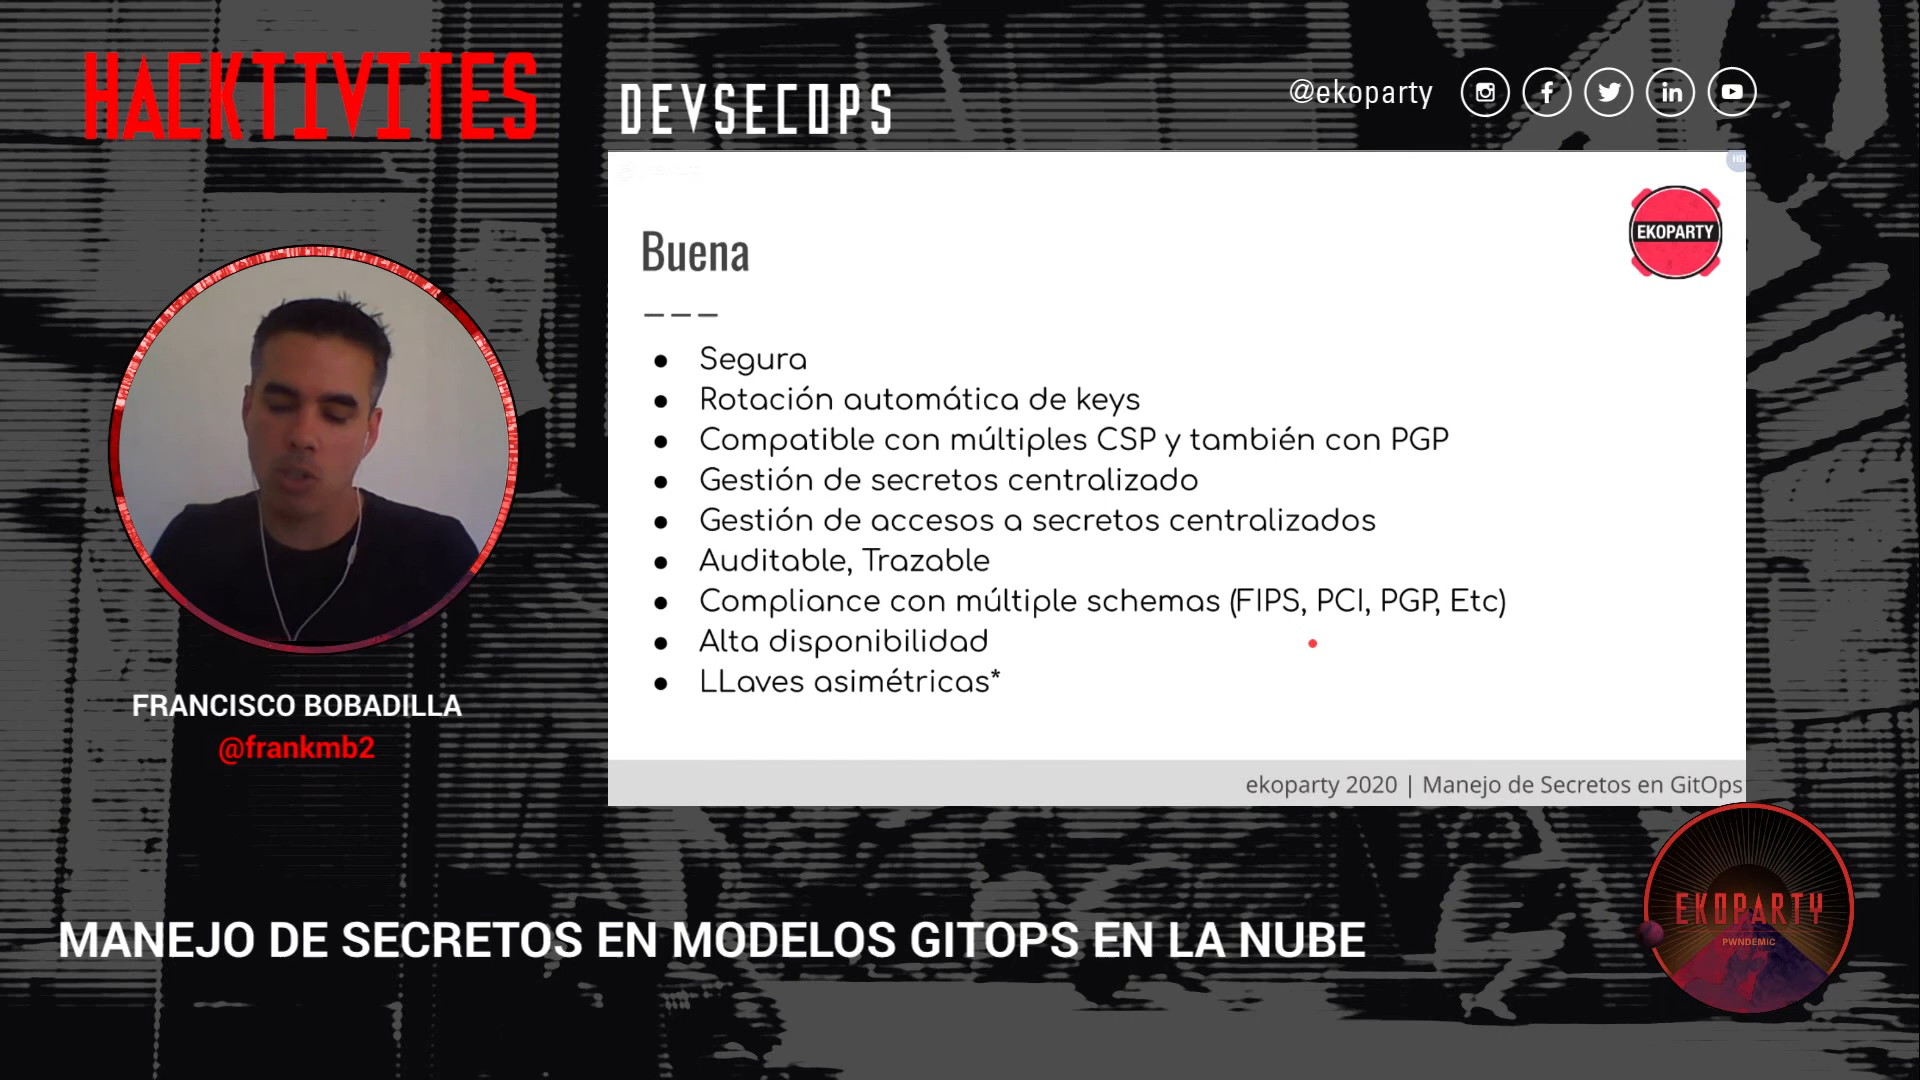 HACKTIVITES
DEVSECOPS
@ekoparty
HD
EKOPARTY
Buena
Segura
Rotación automática de keys
Compatible con múltiples CSP y también con PGP
Gestión de secretos centralizado
Gestión de accesos a secretos centralizados
Auditable, Trazable
Compliance con múltiple schemas (FIPS, PCI, PGP, Etc)
Alta disponibilidad
LLaves asimétricas*
ekoparty 2020 | Manejo de Secretos en GitOps
FRANCISCO BOBADILLA
@frankmb2
MANEJO DE SECRETOS EN MODELOS GITOPS EN LA NUBE
EKOPARTY
PWNDEMIC